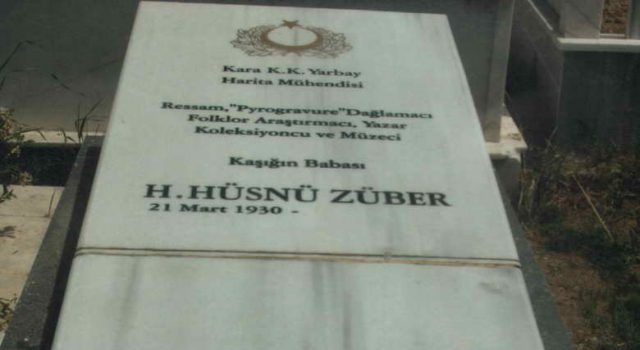 Kara K.K. Yarbay
Harita Mühendisi
Ressam,"Pyrogravure"Dağlamacı
Folklor Araştırmacı, Yazar
Koleksiyoncu ve Müzeci
Kaşığın Babası
H.HÜSNÜ ZÜBER
21 Mart 1930 -